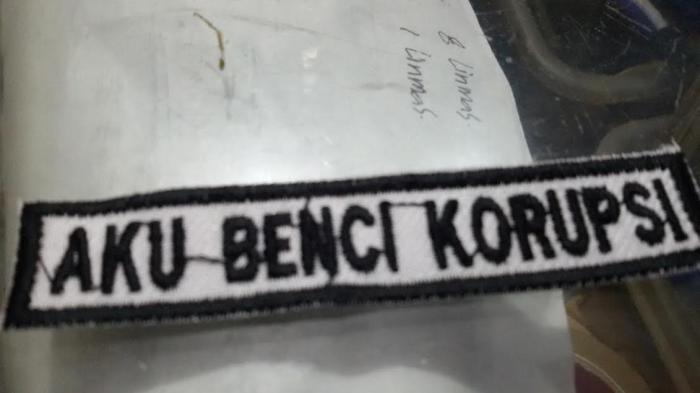 8 linmas.
1 linmas.
AKU BENCI KORUPSI